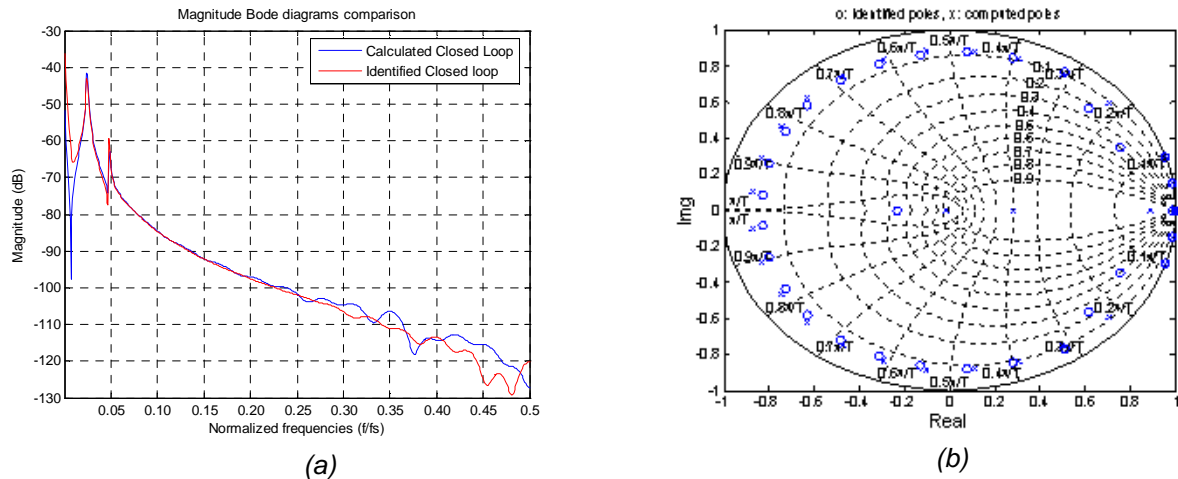 Magnitude Bode diagrams comparison
-30
-40
-50
-60
-70
-80
-90
-100
-110
-120
-130
Magnitude (dB)
Calculated Closed Loop
Identified Closed loop
0.05
0.10
0.15
0.20
0.25
0.30
0.35
0.40
0.45
0.5
Normalized frequencies (f/fs)
(a)
o: Identified poles, x: computed poles
1
0.8
0.6
0.4
0.2
0
-0.2
-0.4
-0.6
-0.8
-1
Img
0.5π/T
0.6π/T
0.4π/T
0.7π/T
0.3π/T
0.8π/T
0.2π/T
0.9π/T
0.1π/T
π/T
π/T
0.9π/T
0.1π/T
0.8π/T
0.2π/T
0.7π/T
0.3π/T
0.6π/T
0.4π/T
0.5π/T
0.1
0.2
0.3
0.4
0.5
0.6
0.7
0.8
0.9
-1
-0.8
-0.6
-0.4
-0.2
0
0.2
0.4
0.6
0.8
1
Real
(b)